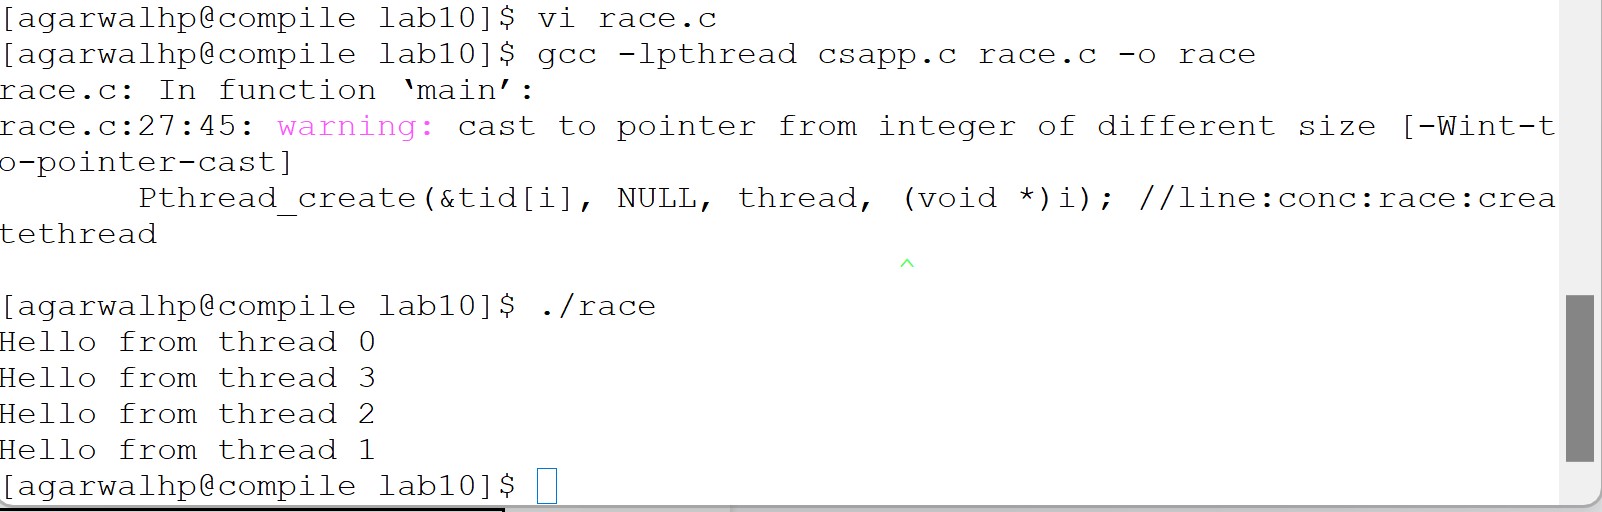 [agarwalhp@compile lab10]$ vi race.c
[agarwalhp@compile lab10]$ gcc -lpthread csapp.c race.c -o race
race.c: In function ‘main’:
race.c:27:45: warning: cast to pointer from integer of different size [-Wint-t
o-pointer-cast]
       Pthread_create(&tid[i], NULL, thread, (void *)i); //line:conc:race:crea
tethread
                                             ^
[agarwalhp@compile lab10]$ ./race
Hello from thread 0
Hello from thread 3
Hello from thread 2
Hello from thread 1
[agarwalhp@compile lab10]$